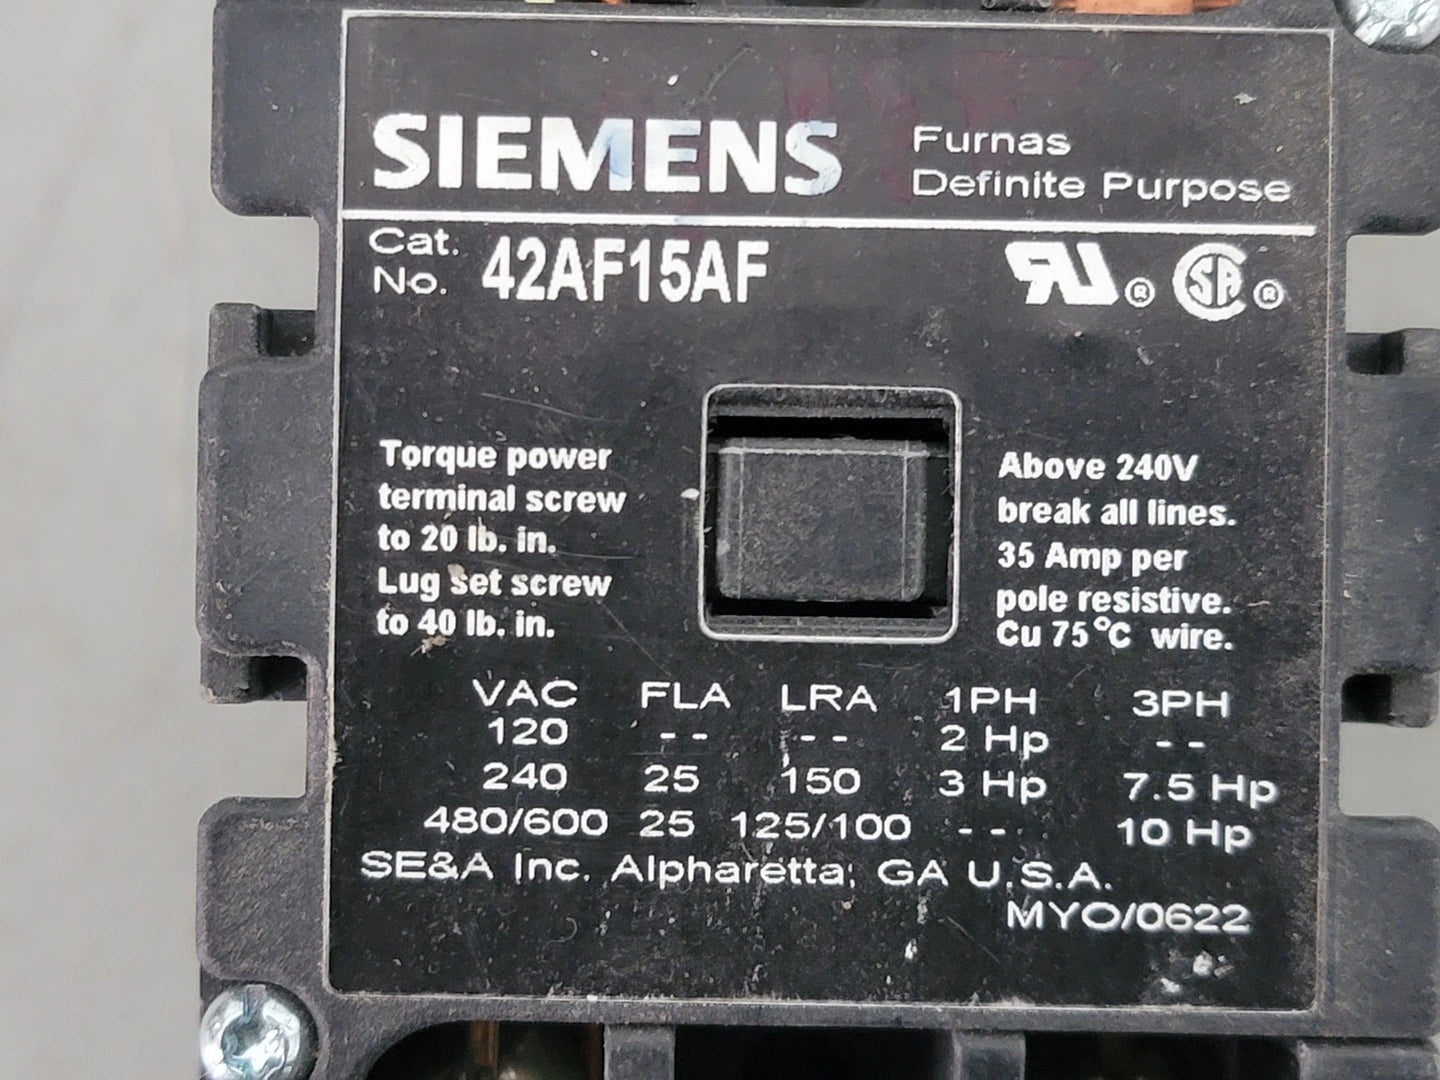 SIEMENS
Furnas
Definite Purpose
Cat.
No. 42AF15AF
RU® SA®
Torque power
terminal screw
to 20 lb. in.
Lug set screw
to 40 lb. in.
Above 240V
break all lines.
35 Amp per
pole resistive.
Cu 75°C wire.
VAC FLA LRA 1PH 3PH
120 -- -- 2 Hp --
240 25 150 3 Hp 7.5 Hp
480/600 25 125/100 -- 10 Hp
SE&A Inc. Alpharetta, GA U.S.A.
MYO/0622